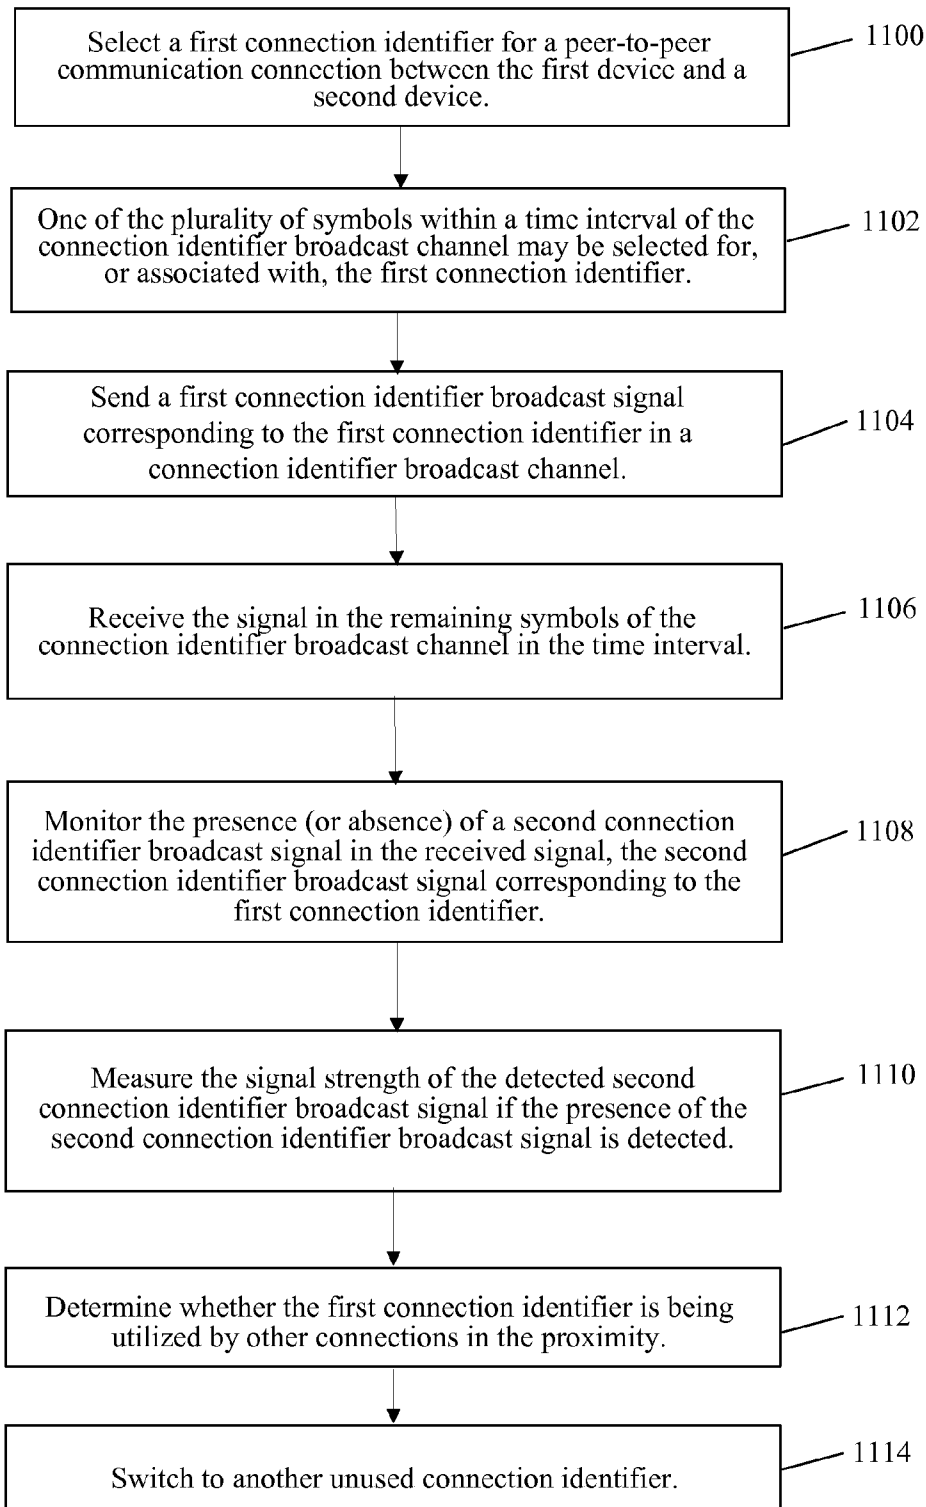 Select a first connection identifier for a peer-to-peer
communication connection between the first device and a
second device.
1100
One of the plurality of symbols within a time interval of the
connection identifier broadcast channel may be selected for,
or associated with, the first connection identifier.
1102
Send a first connection identifier broadcast signal
corresponding to the first connection identifier in a
connection identifier broadcast channel.
1104
Receive the signal in the remaining symbols of the
connection identifier broadcast channel in the time interval.
1106
Monitor the presence (or absence) of a second connection
identifier broadcast signal in the received signal, the second
connection identifier broadcast signal corresponding to the
first connection identifier.
1108
Measure the signal strength of the detected second
connection identifier broadcast signal if the presence of the
second connection identifier broadcast signal is detected.
1110
Determine whether the first connection identifier is being
utilized by other connections in the proximity.
1112
Switch to another unused connection identifier.
1114